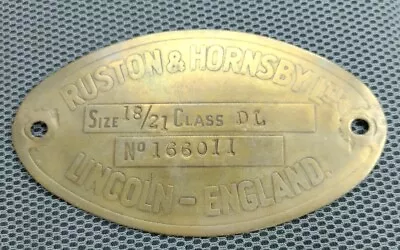 RUSTON & HORNSBY LTD
SIZE 18/21 CLASS DL
No 166011
LINCOLN - ENGLAND.